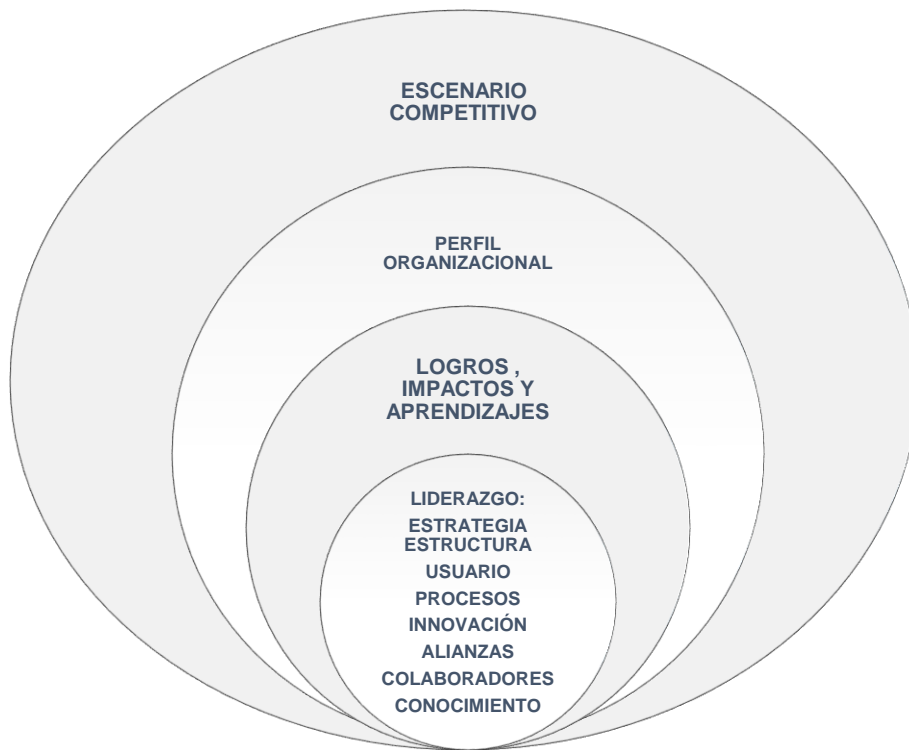 ESCENARIO
COMPETITIVO
PERFIL
ORGANIZACIONAL
LOGROS ,
IMPACTOS Y
APRENDIZAJES
LIDERAZGO:
ESTRATEGIA
ESTRUCTURA
USUARIO
PROCESOS
INNOVACIÓN
ALIANZAS
COLABORADORES
CONOCIMIENTO